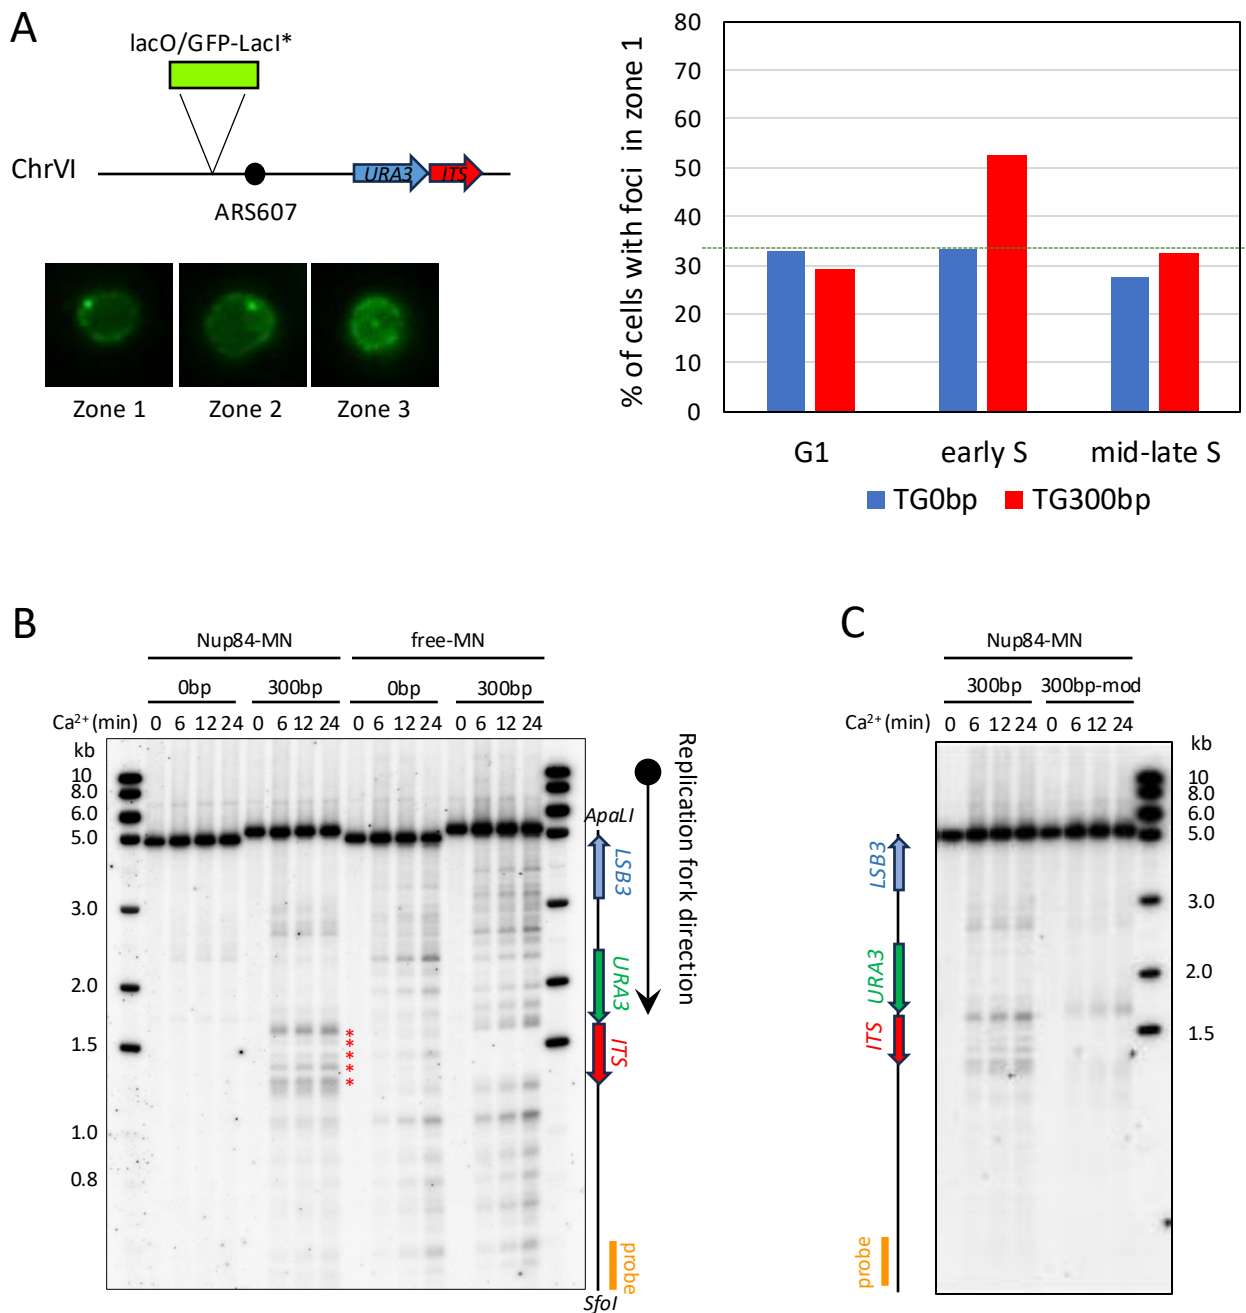 A
lacO/GFP-LacI*
ChrVI
URA3
ITS
ARS607
Zone 1
Zone 2
Zone 3
% of cells with foci in zone 1
80
70
60
50
40
30
20
10
0
G1
early S
mid-late S
TG0bp
TG300bp
B
Nup84-MN
free-MN
0bp
300bp
0bp
300bp
Ca²⁺(min)
0 6 12 24 0 6 12 24 0 6 12 24 0 6 12 24
kb
10
8.0
6.0
5.0
3.0
2.0
1.5
1.0
0.8
*
*
*
*
*
ApaLI
LSB3
URA3
ITS
probe
SfoI
Replication fork direction
C
Nup84-MN
300bp
300bp-mod
Ca²⁺(min)
0 6 12 24 0 6 12 24
kb
10
8.0
6.0
5.0
3.0
2.0
1.5
LSB3
URA3
ITS
probe